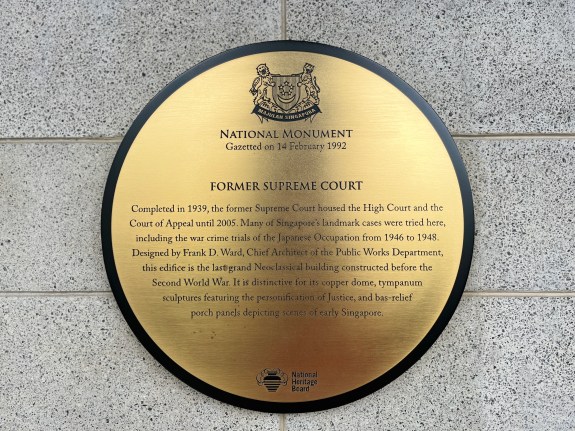 MAJULAH SINGAPURA
NATIONAL MONUMENT
Gazetted on 14 February 1992
FORMER SUPREME COURT
Completed in 1939, the former Supreme Court housed the High Court and the
Court of Appeal until 2005. Many of Singapore's landmark cases were tried here,
including the war crime trials of the Japanese Occupation from 1946 to 1948.
Designed by Frank D. Ward, Chief Architect of the Public Works Department,
this edifice is the last grand Neoclassical building constructed before the
Second World War. It is distinctive for its copper dome, tympanum
sculptures featuring the personification of Justice, and bas-relief
porch panels depicting scenes of early Singapore.
National
Heritage
Board